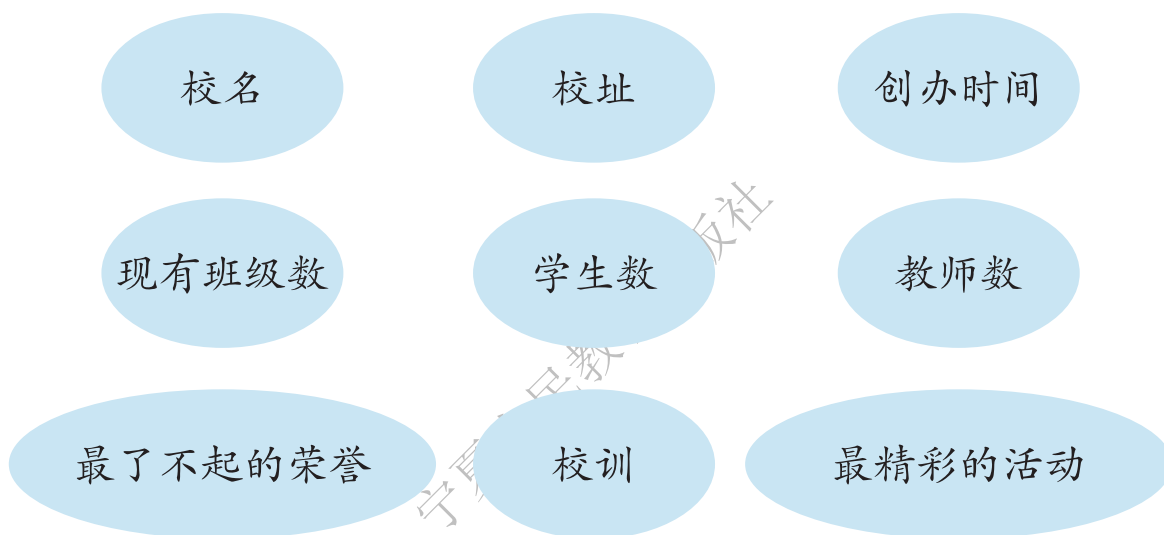 校名
校址
创办时间
现有班级数
学生数
教师数
最了不起的荣誉
校训
最精彩的活动